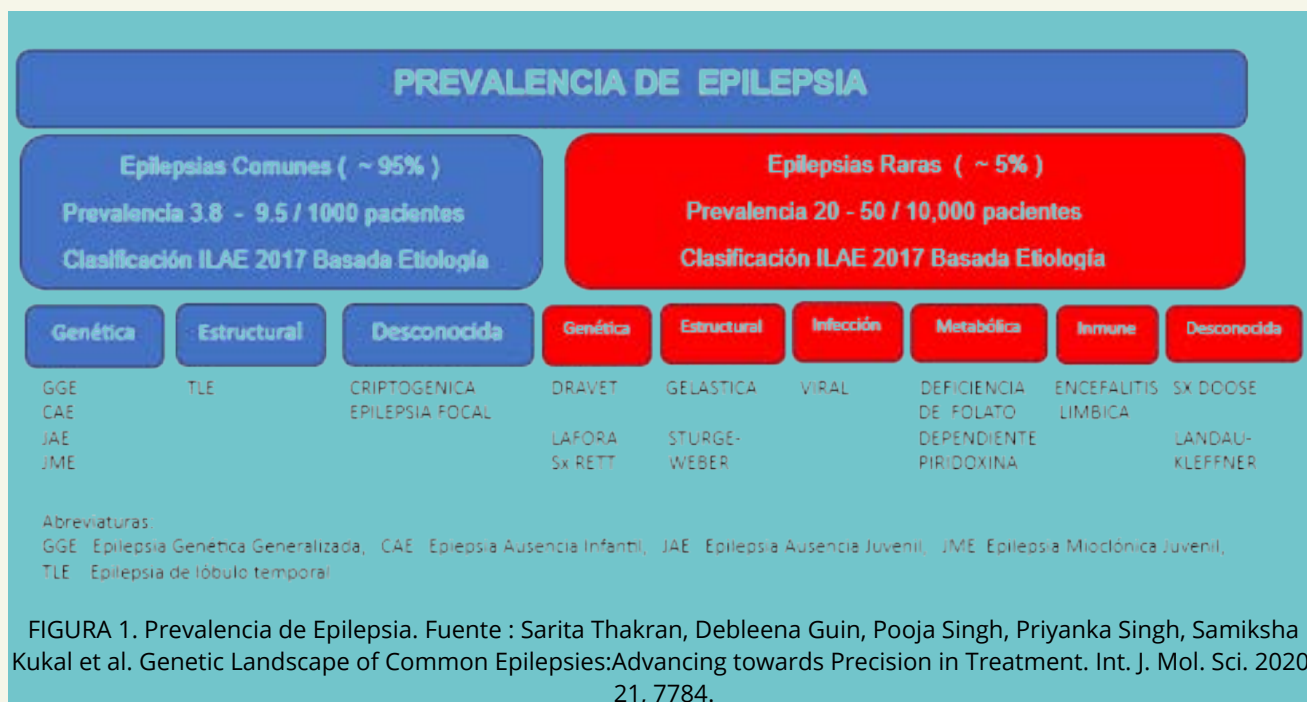 PREVALENCIA DE EPILEPSIA
Epilepsias Comunes ( ~ 95% )
Prevalencia 3.8 - 9.5 / 1000 pacientes
Clasificación ILAE 2017 Basada Etiología
Epilepsias Raras ( ~ 5% )
Prevalencia 20 - 50 / 10,000 pacientes
Clasificación ILAE 2017 Basada Etiología
Genética
GGE
CAE
JAE
JME
Estructural
TLE
Desconocida
CRIPTOGENICA
EPILEPSIA FOCAL
Genética
DRAVET
LAFORA
Sx RETT
Estructural
GELASTICA
STURGE-
WEBER
Infección
VIRAL
Metabólica
DEFICIENCIA
DE FOLATO
DEPENDIENTE
PIRIDOXINA
Inmune
ENCEFALITIS
LIMBICA
Desconocida
SX DOOSE
LANDAU-
KLEFFNER
Abreviaturas
GGE Epilepsia Genética Generalizada, CAE Epiepsia Ausencia Infantil, JAE Epilepsia Ausencia Juvenil, JME Epilepsia Mioclónica Juvenil,
TLE Epilepsia de lóbulo temporal
FIGURA 1. Prevalencia de Epilepsia. Fuente : Sarita Thakran, Debleena Guin, Pooja Singh, Priyanka Singh, Samiksha
Kukal et al. Genetic Landscape of Common Epilepsies:Advancing towards Precision in Treatment. Int. J. Mol. Sci. 2020
21, 7784.